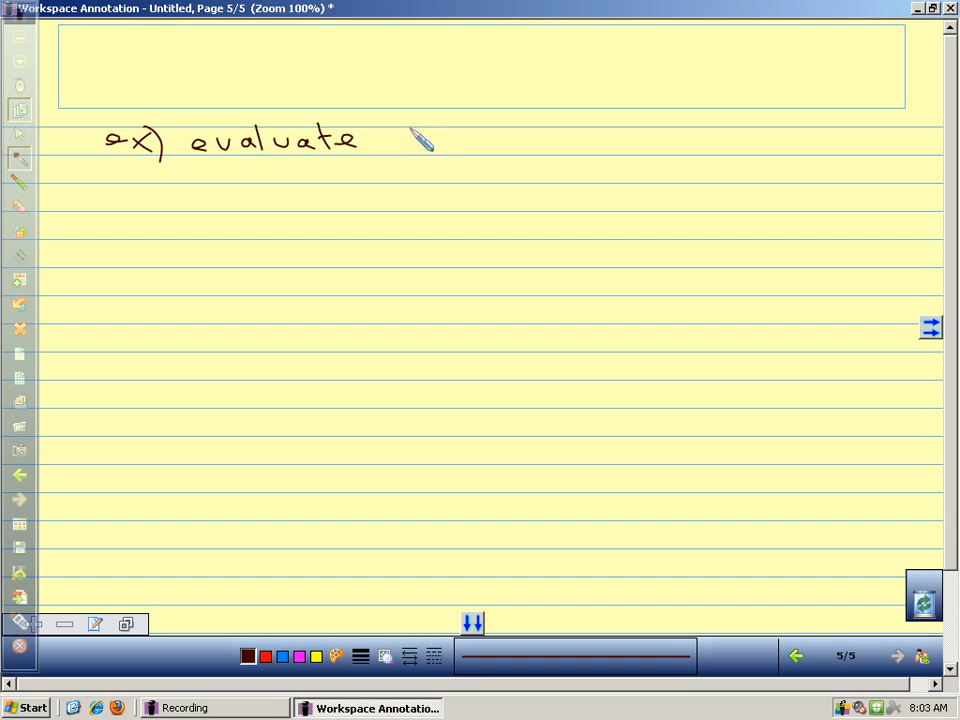 Workspace Annotation - Untitled, Page 5/5 (Zoom 100%) *
ex) evaluate
5/5
Start
Recording
Workspace Annotatio...
8:03 AM